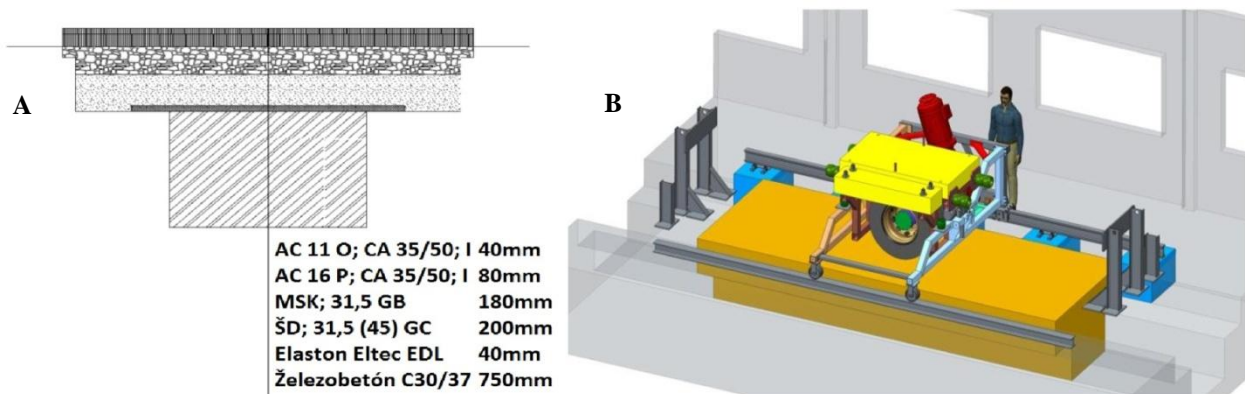 A
B
AC 11 O; CA 35/50; I 40mm
AC 16 P; CA 35/50; I 80mm
MSK; 31,5 GB 180mm
ŠD; 31,5 (45) GC 200mm
Elaston Eltec EDL 40mm
Železobetón C30/37 750mm